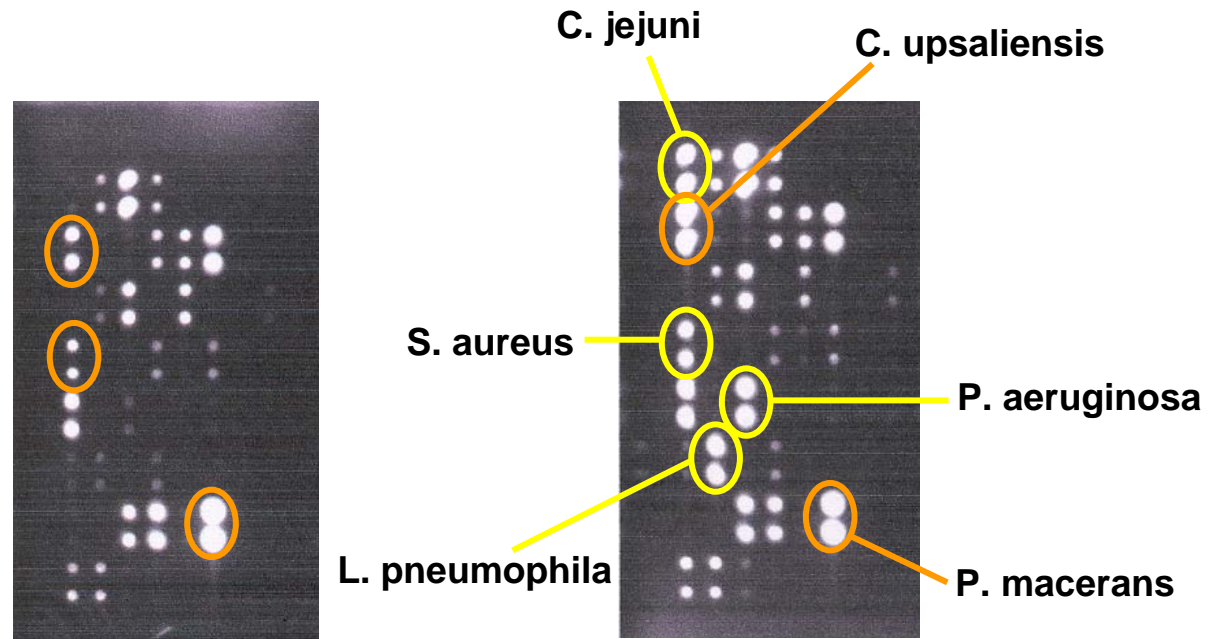 C. jejuni
C. upsaliensis
S. aureus
P. aeruginosa
L. pneumophila
P. macerans